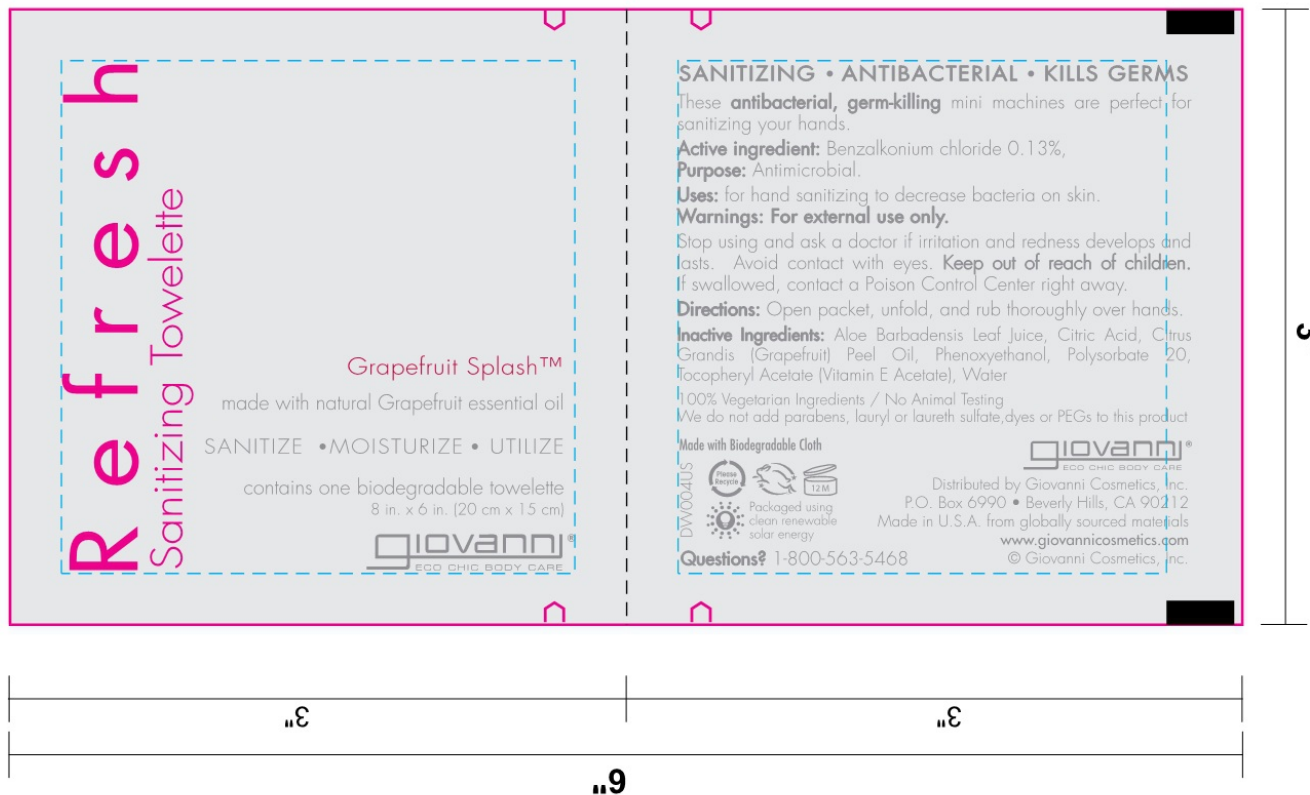 Refresh
Sanitizing Towelette
Grapefruit Splash™
made with natural Grapefruit essential oil
SANITIZE • MOISTURIZE • UTILIZE
contains one biodegradable towelette
8 in. x 6 in. (20 cm x 15 cm)
giovanni®
ECO CHIC BODY CARE
SANITIZING • ANTIBACTERIAL • KILLS GERMS
These antibacterial, germ-killing mini machines are perfect for
sanitizing your hands.
Active ingredient: Benzalkonium chloride 0.13%,
Purpose: Antimicrobial.
Uses: for hand sanitizing to decrease bacteria on skin.
Warnings: For external use only.
Stop using and ask a doctor if irritation and redness develops and
lasts. Avoid contact with eyes. Keep out of reach of children.
If swallowed, contact a Poison Control Center right away.
Directions: Open packet, unfold, and rub thoroughly over hands.
Inactive Ingredients: Aloe Barbadensis Leaf Juice, Citric Acid, Citrus
Grandis (Grapefruit) Peel Oil, Phenoxyethanol, Polysorbate 20,
Tocopheryl Acetate (Vitamin E Acetate), Water
100% Vegetarian Ingredients / No Animal Testing
We do not add parabens, lauryl or laureth sulfate,dyes or PEGs to this product
Made with Biodegradable Cloth
DW004US
Please
Recycle
12M
Packaged using
clean renewable
solar energy
Questions? 1-800-563-5468
giovanni®
ECO CHIC BODY CARE
Distributed by Giovanni Cosmetics, Inc.
P.O. Box 6990 • Beverly Hills, CA 90212
Made in U.S.A. from globally sourced materials
www.giovannicosmetics.com
© Giovanni Cosmetics, Inc.
3
3"
3"
6"